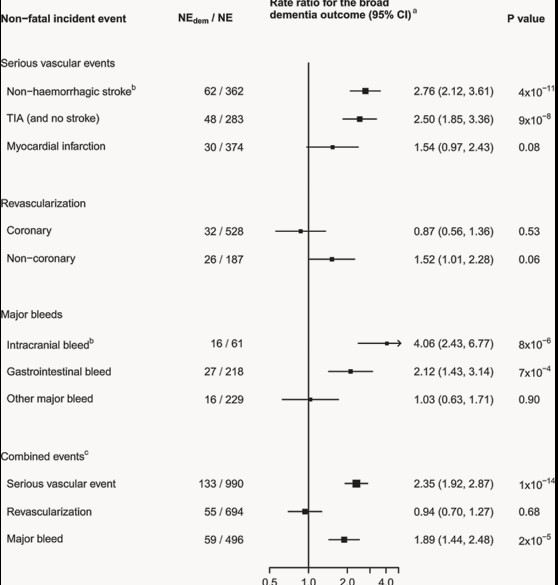 Rate ratio for the broad
Non−fatal incident event NEdem / NE dementia outcome (95% CI)a P value
Serious vascular events
Non−haemorrhagic strokeb 62 / 362 2.76 (2.12, 3.61) 4x10−11
TIA (and no stroke) 48 / 283 2.50 (1.85, 3.36) 9x10−8
Myocardial infarction 30 / 374 1.54 (0.97, 2.43) 0.08
Revascularization
Coronary 32 / 528 0.87 (0.56, 1.36) 0.53
Non−coronary 26 / 187 1.52 (1.01, 2.28) 0.06
Major bleeds
Intracranial bleedb 16 / 61 4.06 (2.43, 6.77) 8x10−6
Gastrointestinal bleed 27 / 218 2.12 (1.43, 3.14) 7x10−4
Other major bleed 16 / 229 1.03 (0.63, 1.71) 0.90
Combined eventsc
Serious vascular event 133 / 990 2.35 (1.92, 2.87) 1x10−14
Revascularization 55 / 694 0.94 (0.70, 1.27) 0.68
Major bleed 59 / 496 1.89 (1.44, 2.48) 2x10−5
0.5 1.0 2.0 4.0